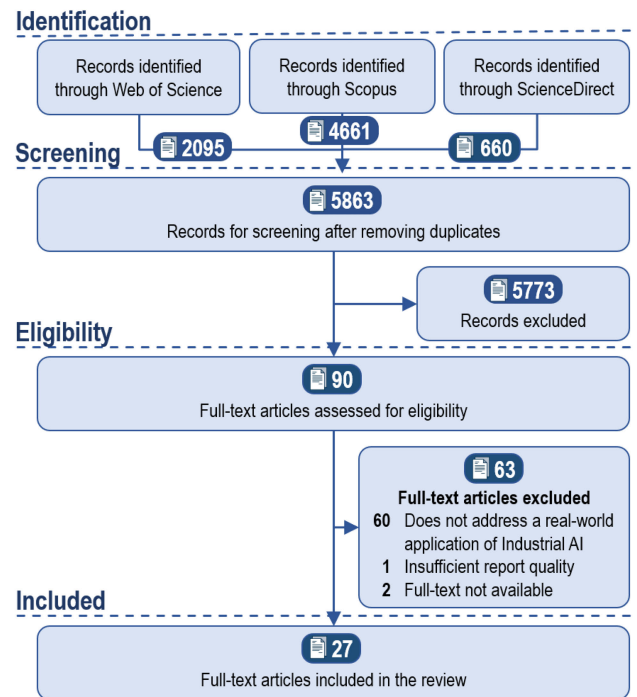 Identification
Records identified
through Web of Science
Records identified
through Scopus
Records identified
through ScienceDirect
2095
4661
660
Screening
5863
Records for screening after removing duplicates
5773
Records excluded
Eligibility
90
Full-text articles assessed for eligibility
63
Full-text articles excluded
60 Does not address a real-world
application of Industrial AI
1 Insufficient report quality
2 Full-text not available
Included
27
Full-text articles included in the review